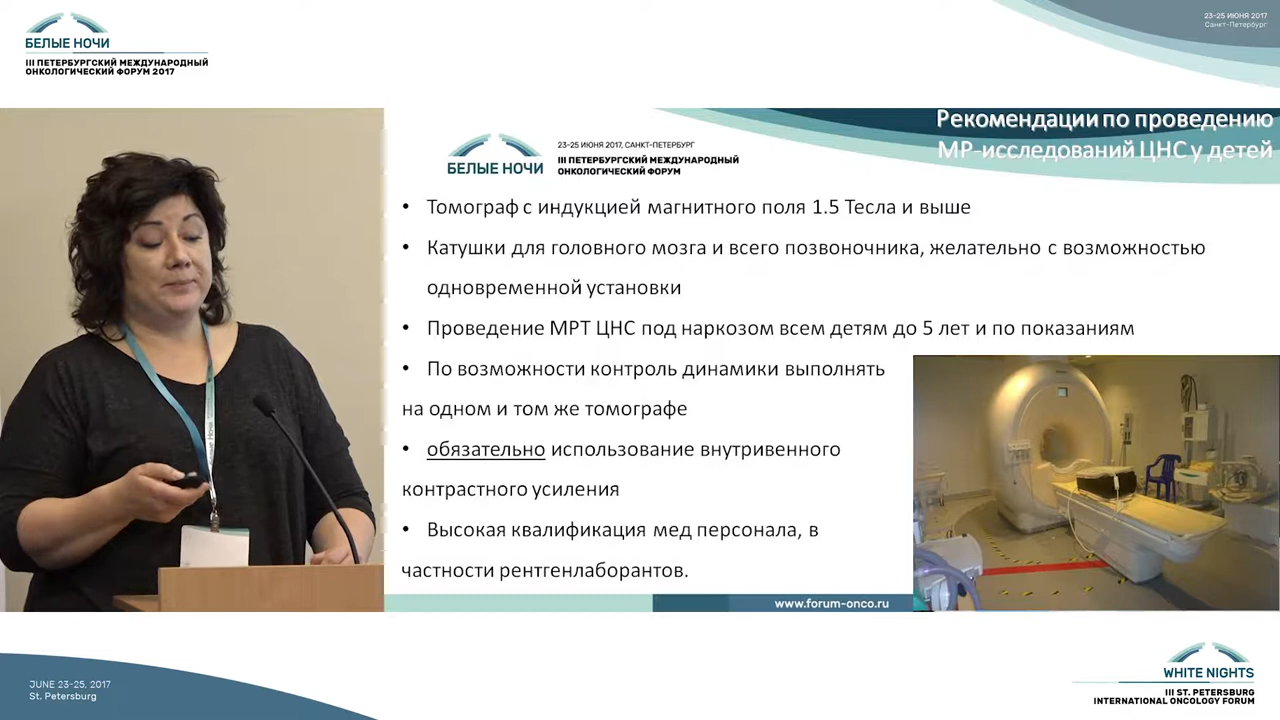 23-25 ИЮНЯ 2017
Санкт-Петербург
БЕЛЫЕ НОЧИ
III ПЕТЕРБУРГСКИЙ МЕЖДУНАРОДНЫЙ
ОНКОЛОГИЧЕСКИЙ ФОРУМ 2017
Рекомендации по проведению
МР-исследований ЦНС у детей
23-25 ИЮНЯ 2017, САНКТ-ПЕТЕРБУРГ
БЕЛЫЕ НОЧИ
III ПЕТЕРБУРГСКИЙ МЕЖДУНАРОДНЫЙ
ОНКОЛОГИЧЕСКИЙ ФОРУМ
• Томограф с индукцией магнитного поля 1.5 Тесла и выше
• Катушки для головного мозга и всего позвоночника, желательно с возможностью
одновременной установки
• Проведение МРТ ЦНС под наркозом всем детям до 5 лет и по показаниям
• По возможности контроль динамики выполнять
на одном и том же томографе
• обязательно использование внутривенного
контрастного усиления
• Высокая квалификация мед персонала, в
частности рентгенлаборантов.
www.forum-onco.ru
JUNE 23-25, 2017
St. Petersburg
WHITE NIGHTS
III ST. PETERSBURG
INTERNATIONAL ONCOLOGY FORUM